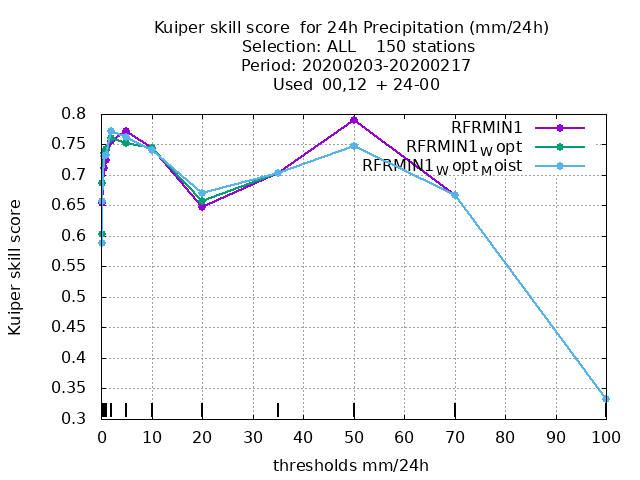 Kuiper skill score for 24h Precipitation (mm/24h)
Selection: ALL 150 stations
Period: 20200203-20200217
Used 00,12 + 24-00
RFRMIN1
RFRMIN1_W opt
RFRMIN1_W opt_M oist
Kuiper skill score
0.8
0.75
0.7
0.65
0.6
0.55
0.5
0.45
0.4
0.35
0.3
0 10 20 30 40 50 60 70 80 90 100
thresholds mm/24h